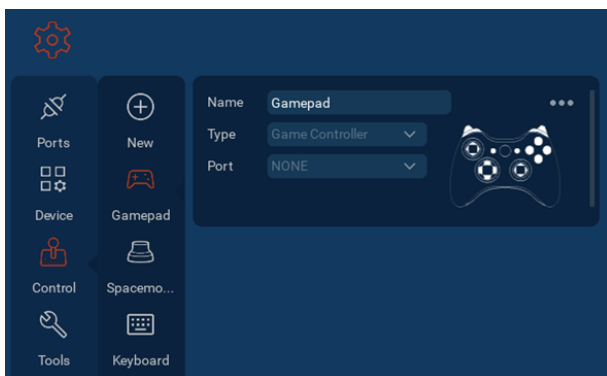 Ports
Device
Control
Tools
New
Gamepad
Spacemo...
Keyboard
Name Gamepad
Type Game Controller
Port NONE